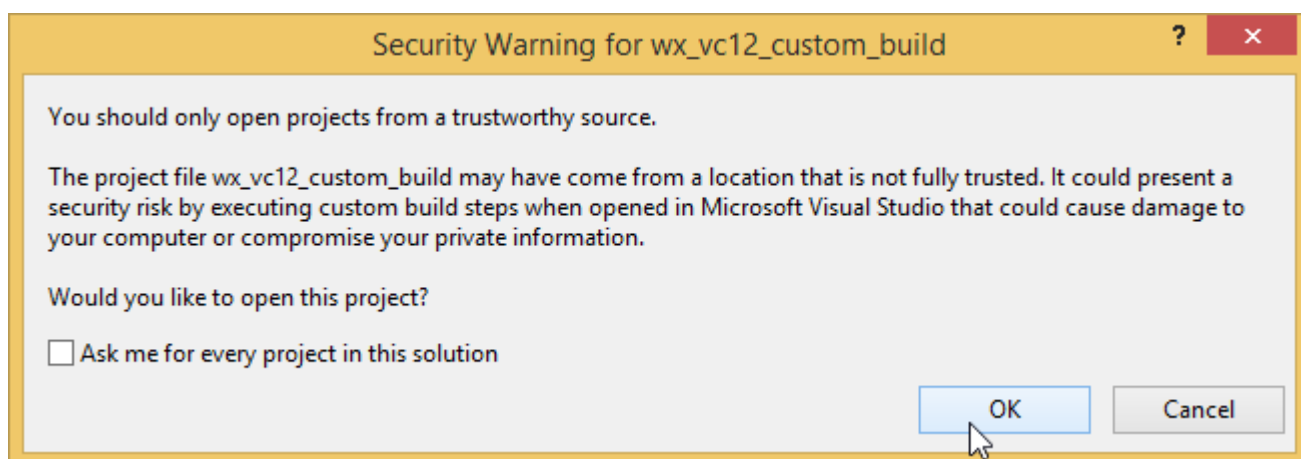 Security Warning for wx_vc12_custom_build
?
You should only open projects from a trustworthy source.
The project file wx_vc12_custom_build may have come from a location that is not fully trusted. It could present a
security risk by executing custom build steps when opened in Microsoft Visual Studio that could cause damage to
your computer or compromise your private information.
Would you like to open this project?
Ask me for every project in this solution
OK
Cancel